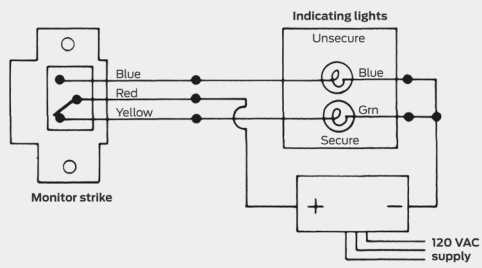 Indicating lights
Unsecure
Blue
Blue
Red
Grn
Yellow
Secure
Monitor strike
+ −
120 VAC
supply